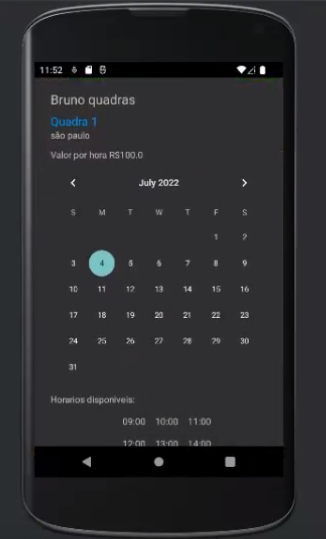 11:52
Bruno quadras
Quadra 1
são paulo
Valor por hora R$100.0
July 2022
S M T W T F S
1 2
3 4 5 6 7 8 9
10 11 12 13 14 15 16
17 18 19 20 21 22 23
24 25 26 27 28 29 30
31
Horarios disponíveis:
09:00 10:00 11:00
12:00 13:00 14:00